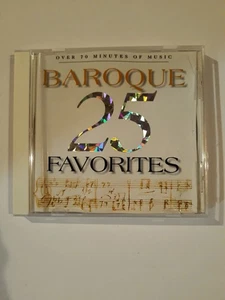 OVER 70 MINUTES OF MUSIC
BAROQUE
25
FAVORITES